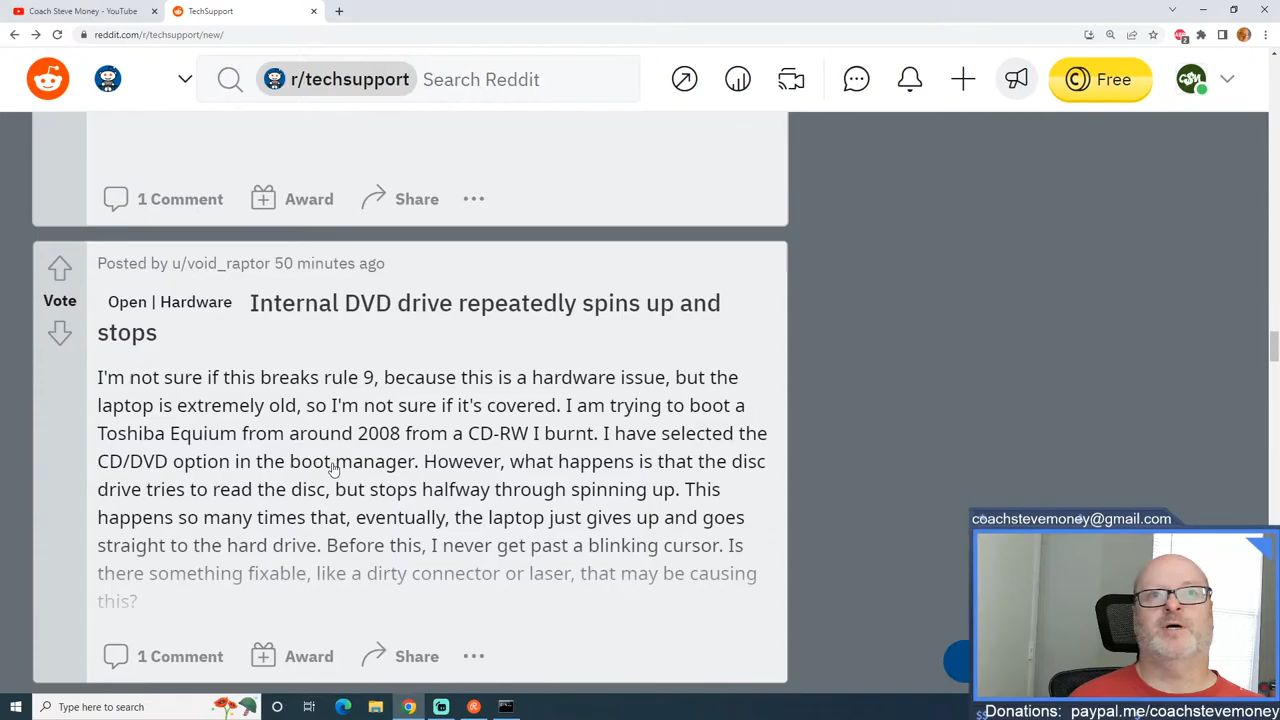 Coach Steve Money - YouTube
TechSupport
reddit.com/r/techsupport/new/
r/techsupport
Search Reddit
Free
GSM
1 Comment
Award
Share
Posted by u/void_raptor 50 minutes ago
Vote
Open | Hardware
Internal DVD drive repeatedly spins up and
stops
I'm not sure if this breaks rule 9, because this is a hardware issue, but the
laptop is extremely old, so I'm not sure if it's covered. I am trying to boot a
Toshiba Equium from around 2008 from a CD-RW I burnt. I have selected the
CD/DVD option in the boot manager. However, what happens is that the disc
drive tries to read the disc, but stops halfway through spinning up. This
happens so many times that, eventually, the laptop just gives up and goes
straight to the hard drive. Before this, I never get past a blinking cursor. Is
there something fixable, like a dirty connector or laser, that may be causing
this?
1 Comment
Award
Share
coachstevemoney@gmail.com
Type here to search
Donations: paypal.me/coachstevemoney